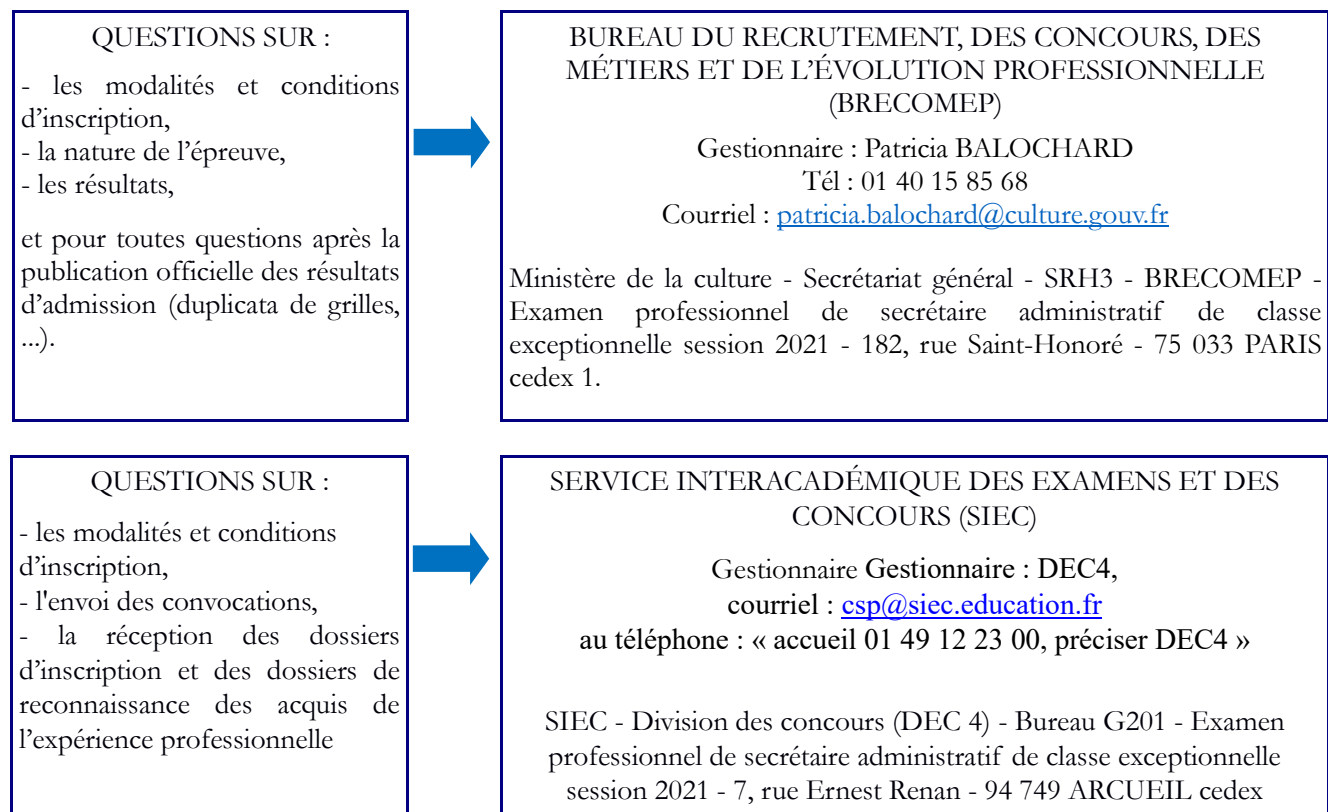 QUESTIONS SUR :
- les modalités et conditions
d’inscription,
- la nature de l’épreuve,
- les résultats,
et pour toutes questions après la
publication officielle des résultats
d’admission (duplicata de grilles,
...).
BUREAU DU RECRUTEMENT, DES CONCOURS, DES
MÉTIERS ET DE L’ÉVOLUTION PROFESSIONNELLE
(BRECOMEP)
Gestionnaire : Patricia BALOCHARD
Tél : 01 40 15 85 68
Courriel : patricia.balochard@culture.gouv.fr
Ministère de la culture - Secrétariat général - SRH3 - BRECOMEP -
Examen professionnel de secrétaire administratif de classe
exceptionnelle session 2021 - 182, rue Saint-Honoré - 75 033 PARIS
cedex 1.
QUESTIONS SUR :
- les modalités et conditions
d’inscription,
- l'envoi des convocations,
- la réception des dossiers
d’inscription et des dossiers de
reconnaissance des acquis de
l’expérience professionnelle
SERVICE INTERACADÉMIQUE DES EXAMENS ET DES
CONCOURS (SIEC)
Gestionnaire Gestionnaire : DEC4,
courriel : csp@siec.education.fr
au téléphone : « accueil 01 49 12 23 00, préciser DEC4 »
SIEC - Division des concours (DEC 4) - Bureau G201 - Examen
professionnel de secrétaire administratif de classe exceptionnelle
session 2021 - 7, rue Ernest Renan - 94 749 ARCUEIL cedex